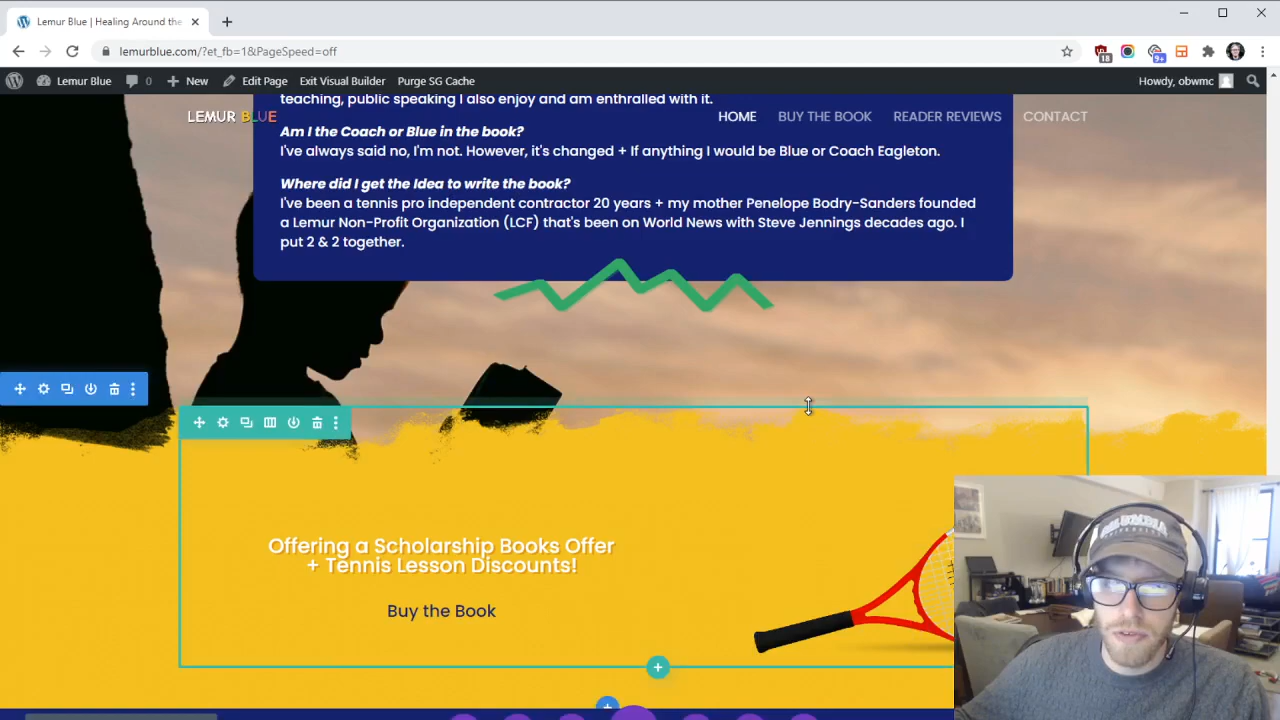 Lemur Blue | Healing Around the
lemurblue.com/?et_fb=1&PageSpeed=off
18
9+
Lemur Blue
0
New
Edit Page
Exit Visual Builder
Purge SG Cache
Howdy, obwmc
teaching, public speaking I also enjoy and am enthralled with it.
LEMUR BLUE
HOME
BUY THE BOOK
READER REVIEWS
CONTACT
Am I the Coach or Blue in the book?
I've always said no, I'm not. However, it's changed + If anything I would be Blue or Coach Eagleton.
Where did I get the Idea to write the book?
I've been a tennis pro independent contractor 20 years + my mother Penelope Bodry-Sanders founded
a Lemur Non-Profit Organization (LCF) that's been on World News with Steve Jennings decades ago. I
put 2 & 2 together.
Offering a Scholarship Books Offer
+ Tennis Lesson Discounts!
Buy the Book